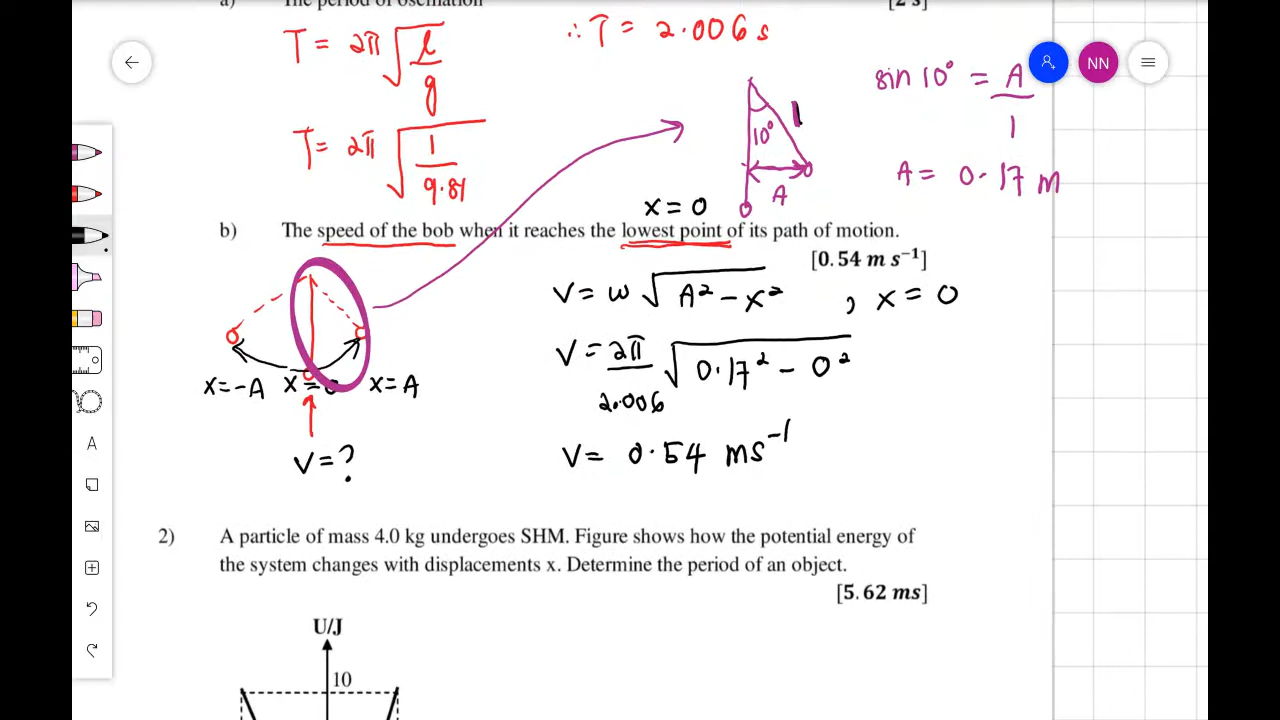 a) The period of oscillation [2 s]
T = 2π √(l/g)
∴ T = 2.006 s
T = 2π √(1/9.81)
10°
1
A
sin 10° = A/1
A = 0.17 m
NN
x = 0
b) The speed of the bob when it reaches the lowest point of its path of motion.
[0.54 m s⁻¹]
x = -A x = 0 x = A
v = ?
v = ω √(A² - x²) , x = 0
v = 2π/2.006 √(0.17² - 0²)
v = 0.54 ms⁻¹
2) A particle of mass 4.0 kg undergoes SHM. Figure shows how the potential energy of
the system changes with displacements x. Determine the period of an object.
[5.62 ms]
U/J
10
A